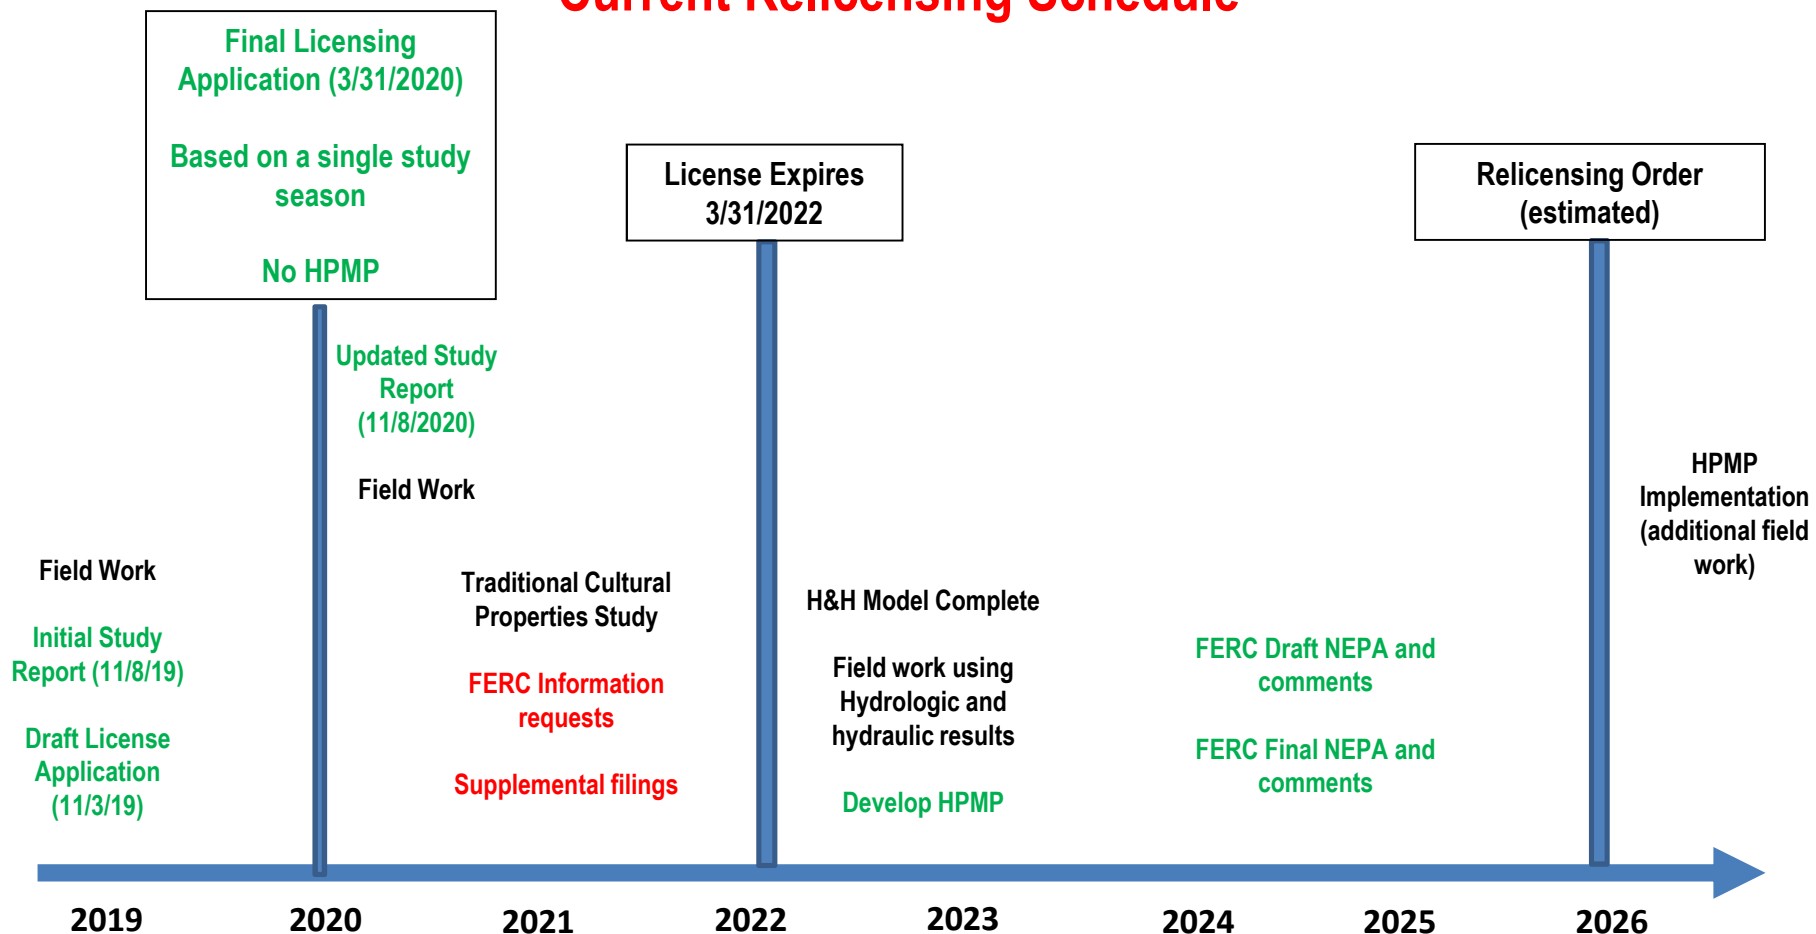 Current Relicensing Schedule
Final Licensing
Application (3/31/2020)
Based on a single study
season
No HPMP
License Expires
3/31/2022
Relicensing Order
(estimated)
Updated Study
Report
(11/8/2020)
Field Work
HPMP
Implementation
(additional field
work)
Field Work
Initial Study
Report (11/8/19)
Draft License
Application
(11/3/19)
Traditional Cultural
Properties Study
FERC Information
requests
Supplemental filings
H&H Model Complete
Field work using
Hydrologic and
hydraulic results
Develop HPMP
FERC Draft NEPA and
comments
FERC Final NEPA and
comments
2019
2020
2021
2022
2023
2024
2025
2026